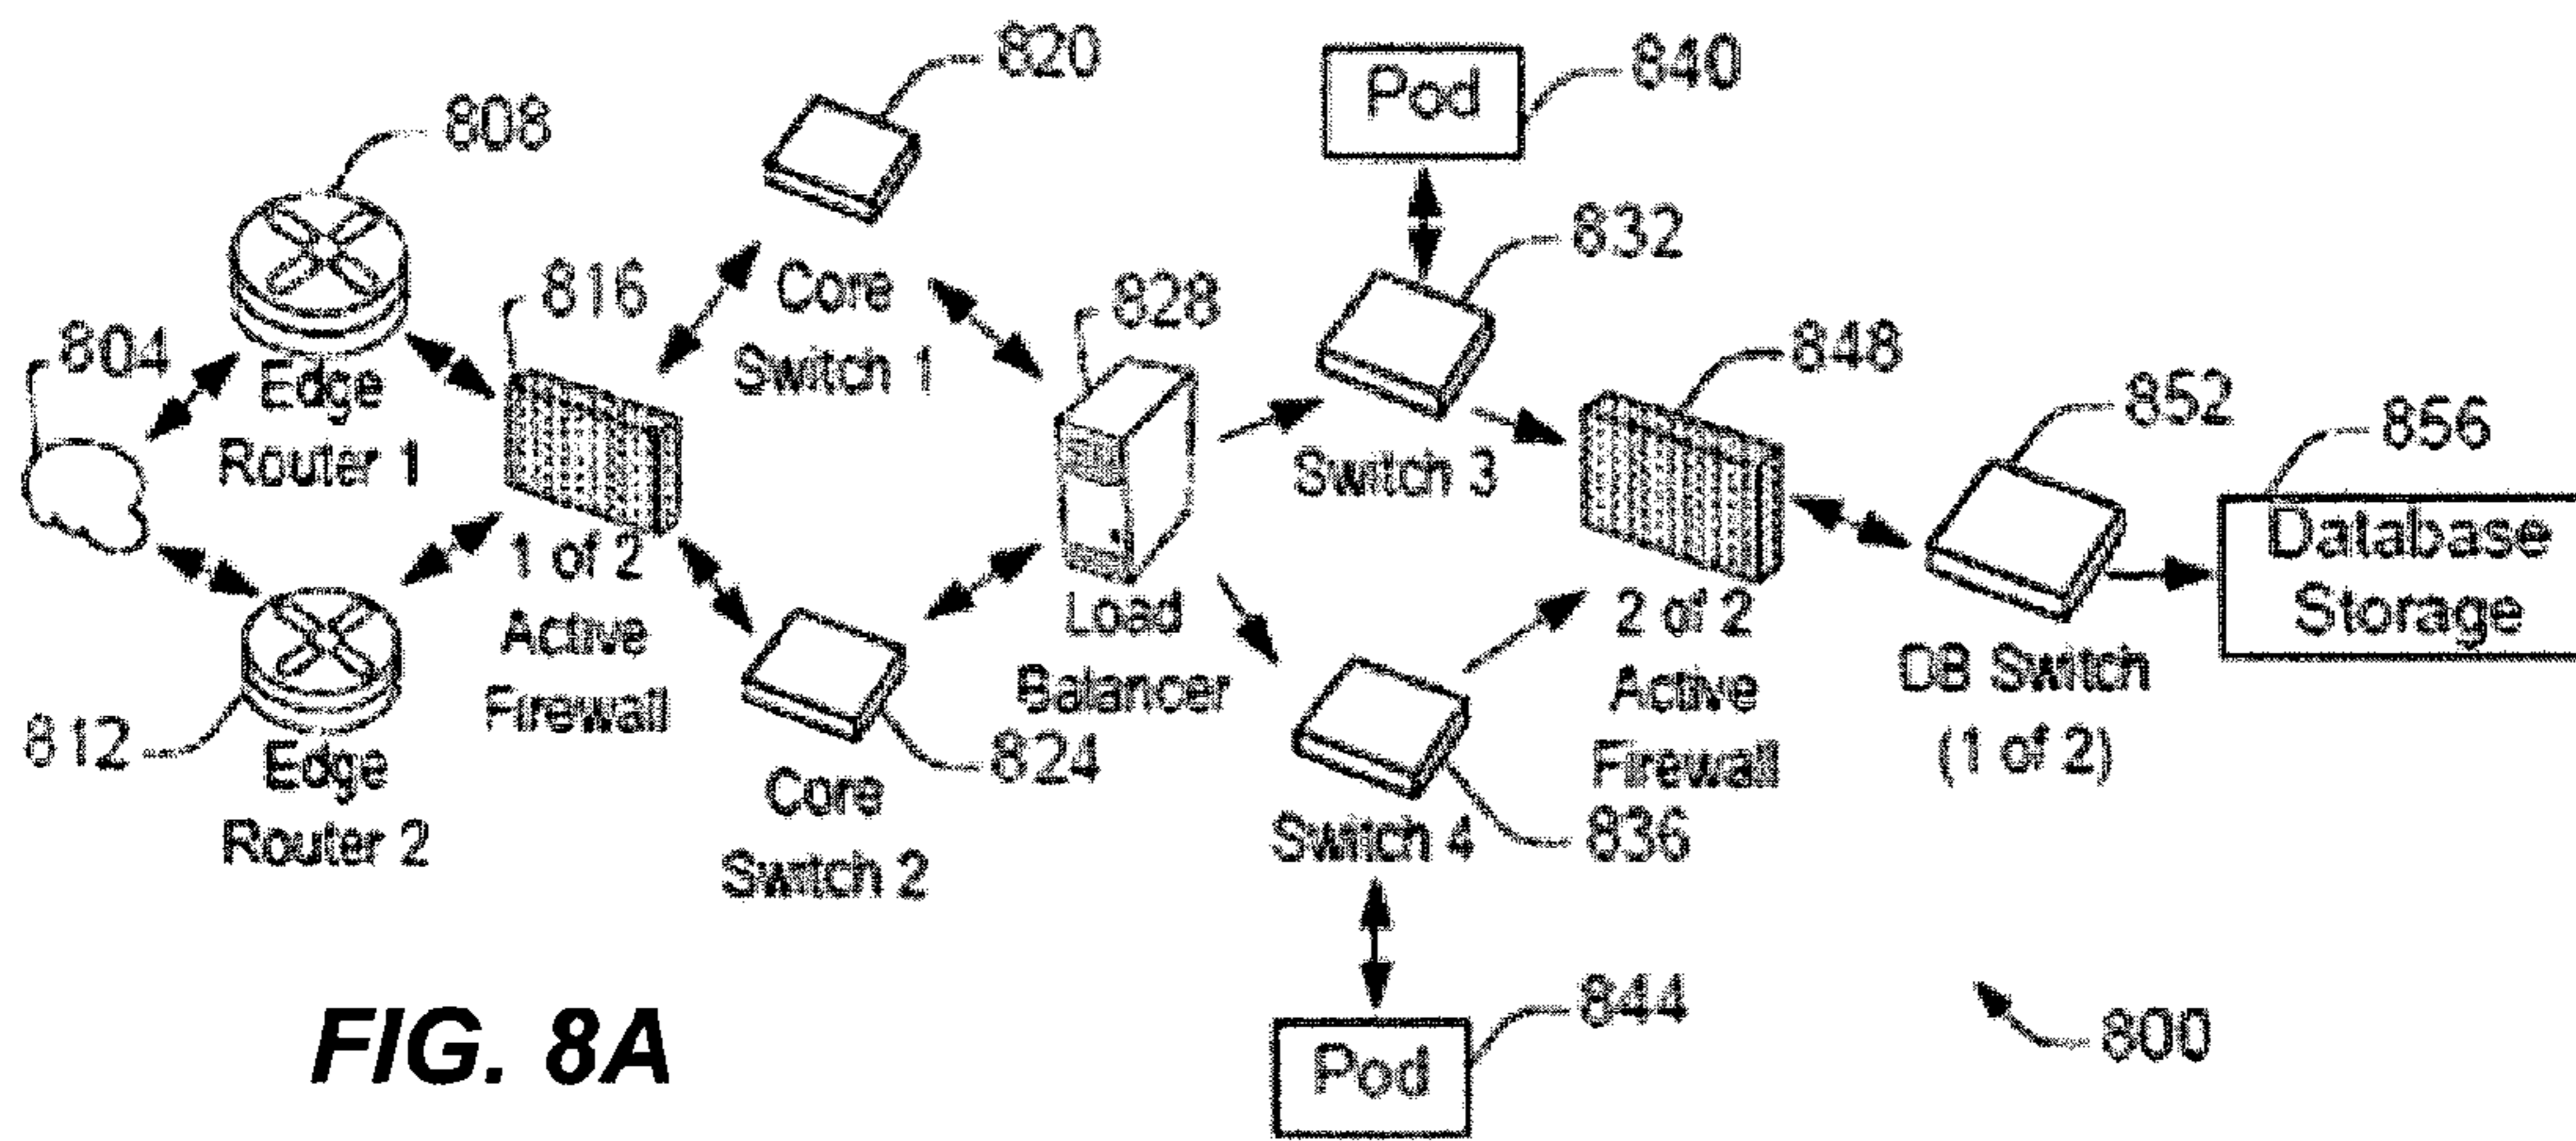 820
840
Pod
808
832
816
Core
Switch 1
828
848
804
Edge
Router 1
852
856
Switch 3
Database
Storage
1 of 2
Active
Firewall
Load
Balancer
2 of 2
Active
Firewall
DB Switch
(1 of 2)
812
Edge
Router 2
824
Core
Switch 2
Switch 4
836
844
Pod
800
FIG. 8A